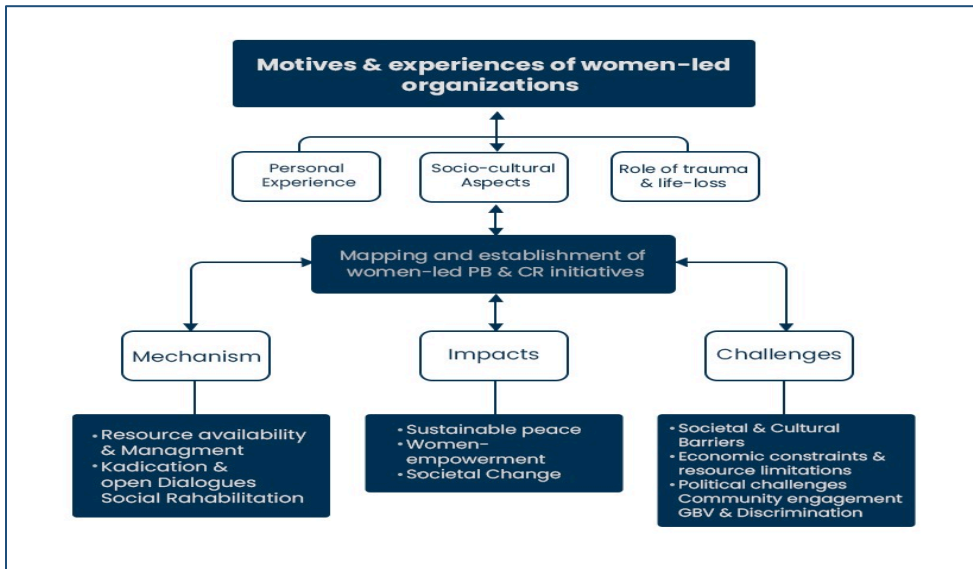 Motives & experiences of women-led
organizations
Personal
Experience
Socio-cultural
Aspects
Role of trauma
& life-loss
Mapping and establishment of
women-led PB & CR initiatives
Mechanism
Impacts
Challenges
• Resource availability
& Managment
• Kadication &
open Dialogues
Social Rahabilitation
• Sustainable peace
• Women-
empowerment
• Societal Change
• Societal & Cultural
Barriers
• Economic constraints &
resource limitations
• Political challenges
Community engagement
GBV & Discrimination